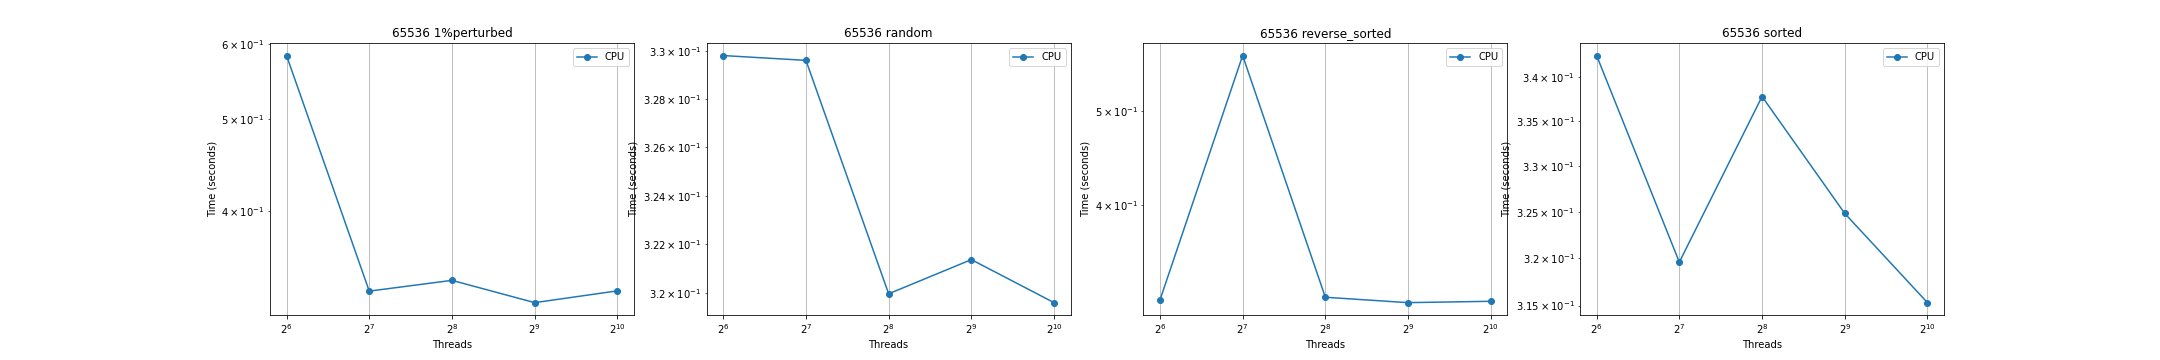 65536 1%perturbed
6 × 10⁻¹
5 × 10⁻¹
4 × 10⁻¹
Time (seconds)
CPU
2⁶ 2⁷ 2⁸ 2⁹ 2¹⁰
Threads
65536 random
3.3 × 10⁻¹
3.28 × 10⁻¹
3.26 × 10⁻¹
3.24 × 10⁻¹
3.22 × 10⁻¹
3.2 × 10⁻¹
Time (seconds)
CPU
2⁶ 2⁷ 2⁸ 2⁹ 2¹⁰
Threads
65536 reverse_sorted
5 × 10⁻¹
4 × 10⁻¹
Time (seconds)
CPU
2⁶ 2⁷ 2⁸ 2⁹ 2¹⁰
Threads
65536 sorted
3.4 × 10⁻¹
3.35 × 10⁻¹
3.3 × 10⁻¹
3.25 × 10⁻¹
3.2 × 10⁻¹
3.15 × 10⁻¹
Time (seconds)
CPU
2⁶ 2⁷ 2⁸ 2⁹ 2¹⁰
Threads